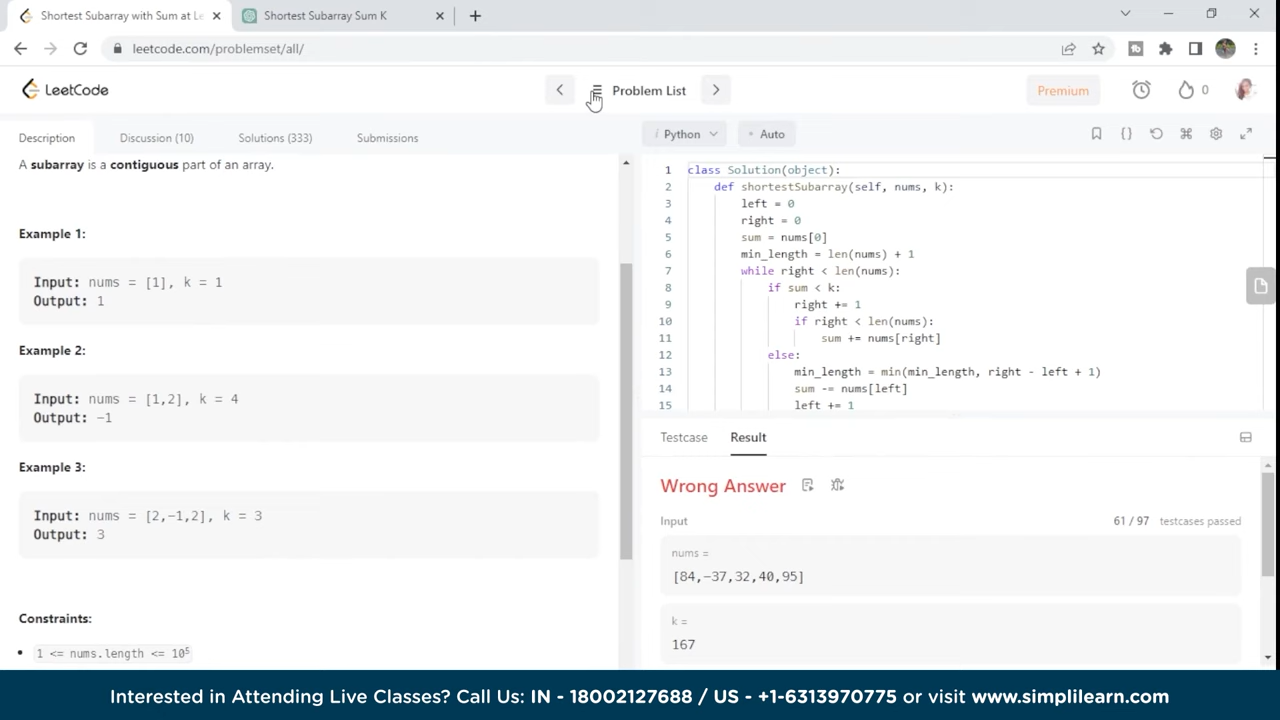 Shortest Subarray with Sum at Le
Shortest Subarray Sum K
leetcode.com/problemset/all/
LeetCode
Problem List
Premium
0
Description
Discussion (10)
Solutions (333)
Submissions
A subarray is a contiguous part of an array.
Example 1:
Input: nums = [1], k = 1
Output: 1
Example 2:
Input: nums = [1,2], k = 4
Output: -1
Example 3:
Input: nums = [2,-1,2], k = 3
Output: 3
Constraints:
1 <= nums.length <= 10⁵
i Python
Auto
1 class Solution(object):
2 def shortestSubarray(self, nums, k):
3 left = 0
4 right = 0
5 sum = nums[0]
6 min_length = len(nums) + 1
7 while right < len(nums):
8 if sum < k:
9 right += 1
10 if right < len(nums):
11 sum += nums[right]
12 else:
13 min_length = min(min_length, right - left + 1)
14 sum -= nums[left]
15 left += 1
Testcase
Result
Wrong Answer
Input
61 / 97 testcases passed
nums =
[84,-37,32,40,95]
k =
167
Interested in Attending Live Classes? Call Us: IN - 18002127688 / US - +1-6313970775 or visit www.simplilearn.com